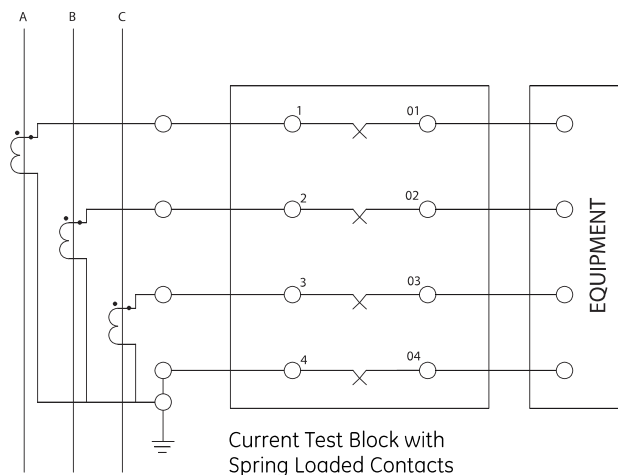 A B C
1 01
2 02
3 03
4 04
EQUIPMENT
Current Test Block with
Spring Loaded Contacts